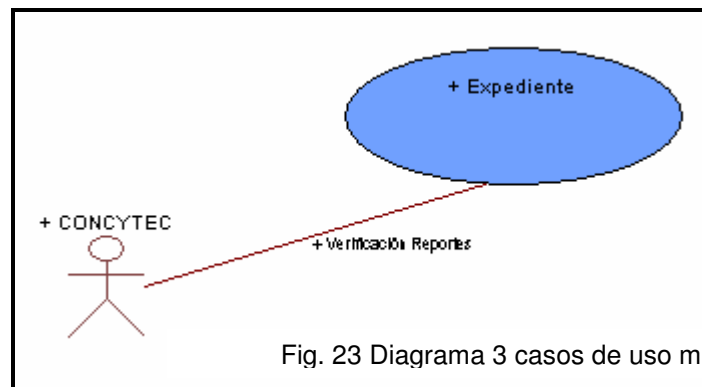 + Expediente
+ CONCYTEC
+ Verificación Reportes
Fig. 23 Diagrama 3 casos de uso m